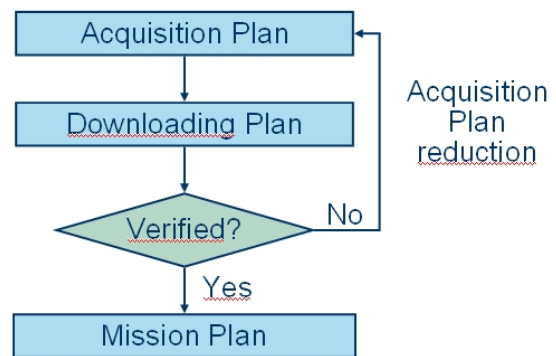 Acquisition Plan
Downloading Plan
Acquisition
Plan
reduction
Verified?
No
Yes
Mission Plan